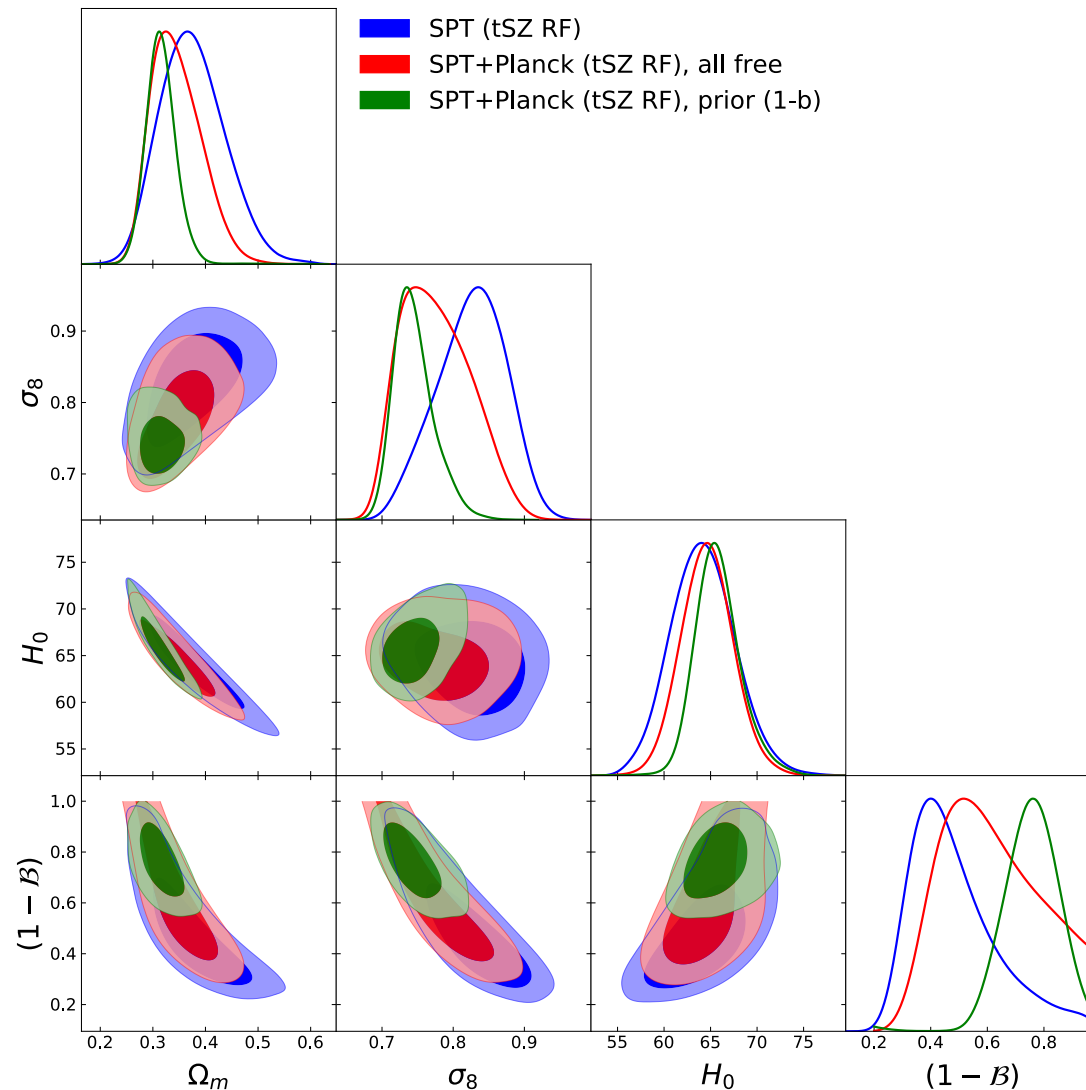 SPT (tSZ RF)
SPT+Planck (tSZ RF), all free
SPT+Planck (tSZ RF), prior (1-b)
σ₈
0.9
0.8
0.7
H₀
75
70
65
60
55
(1 − ℬ)
1.0
0.8
0.6
0.4
0.2
0.2 0.3 0.4 0.5 0.6
0.7 0.8 0.9
55 60 65 70 75
0.2 0.4 0.6 0.8
Ωₘ
σ₈
H₀
(1 − ℬ)